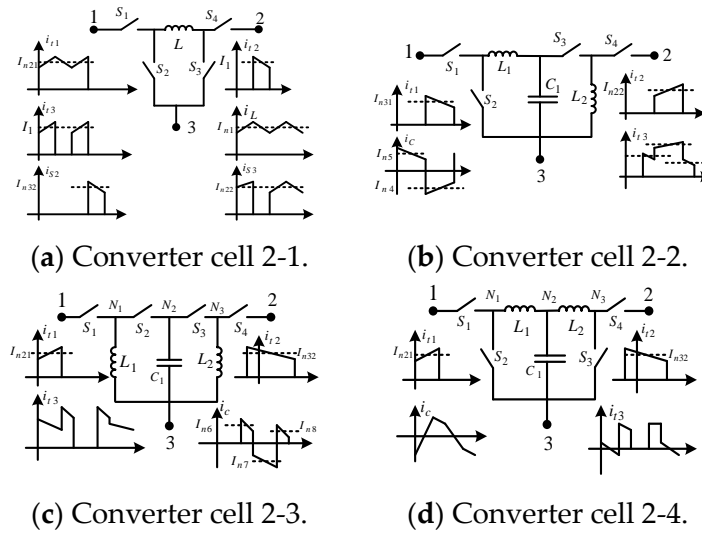 1 S1 L S4 2
it1 In21 S2 S3 it2 I1
it3 I1 iL In1
3
iS2 In32 iS3 In22
(a) Converter cell 2-1.
1 S1 L1 S3 S4 2
it1 In31 S2 C1 L2 it2 In22
iC In5 In4 3 it3
(b) Converter cell 2-2.
1 S1 N1 S2 N2 S3 N3 S4 2
it1 In21 L1 C1 L2 it2 In32
it3 3 ic In6 In7 In8
(c) Converter cell 2-3.
1 S1 N1 L1 N2 L2 N3 S4 2
it1 In21 S2 C1 S3 it2 In32
ic 3 it3
(d) Converter cell 2-4.